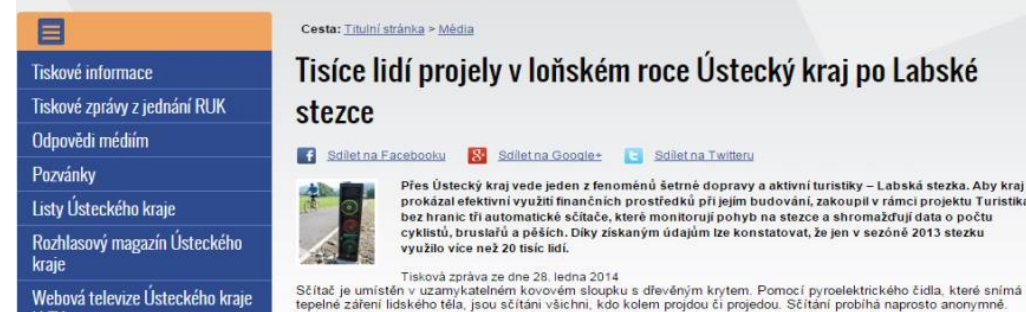 Cesta: Titulní stránka > Média
Tiskové informace
Tiskové zprávy z jednání RUK
Odpovědi médiím
Pozvánky
Listy Ústeckého kraje
Rozhlasový magazín Ústeckého
kraje
Webová televize Ústeckého kraje
Tisíce lidí projely v loňském roce Ústecký kraj po Labské
stezce
Sdílet na Facebooku Sdílet na Google+ Sdílet na Twitteru
Přes Ústecký kraj vede jeden z fenoménů šetrné dopravy a aktivní turistiky – Labská stezka. Aby kraj
prokázal efektivní využití finančních prostředků při jejím budování, zakoupil v rámci projektu Turistika
bez hranic tři automatické sčítače, které monitorují pohyb na stezce a shromažďují data o počtu
cyklistů, bruslařů a pěších. Díky získaným údajům lze konstatovat, že jen v sezóně 2013 stezku
využilo více než 20 tisíc lidí.
Tisková zpráva ze dne 28. ledna 2014
Sčítač je umístěn v uzamykatelném kovovém sloupku s dřevěným krytem. Pomocí pyroelektrického čidla, které snímá
tepelné záření lidského těla, jsou sčítáni všichni, kdo kolem projdou či projedou. Sčítání probíhá naprosto anonymně.